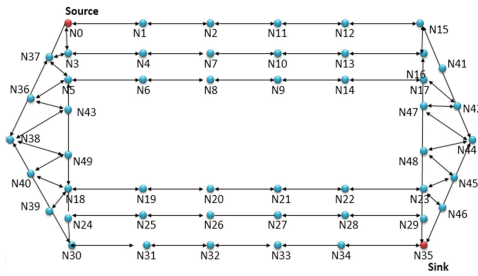 Source
N0 N1 N2 N11 N12 N15
N37 N3 N4 N7 N10 N13 N16 N41
N36 N5 N6 N8 N9 N14 N17
N43 N47
N38 N44
N49 N48
N40 N18 N19 N20 N21 N22 N23 N45
N39 N24 N25 N26 N27 N28 N29 N46
N30 N31 N32 N33 N34 N35
Sink